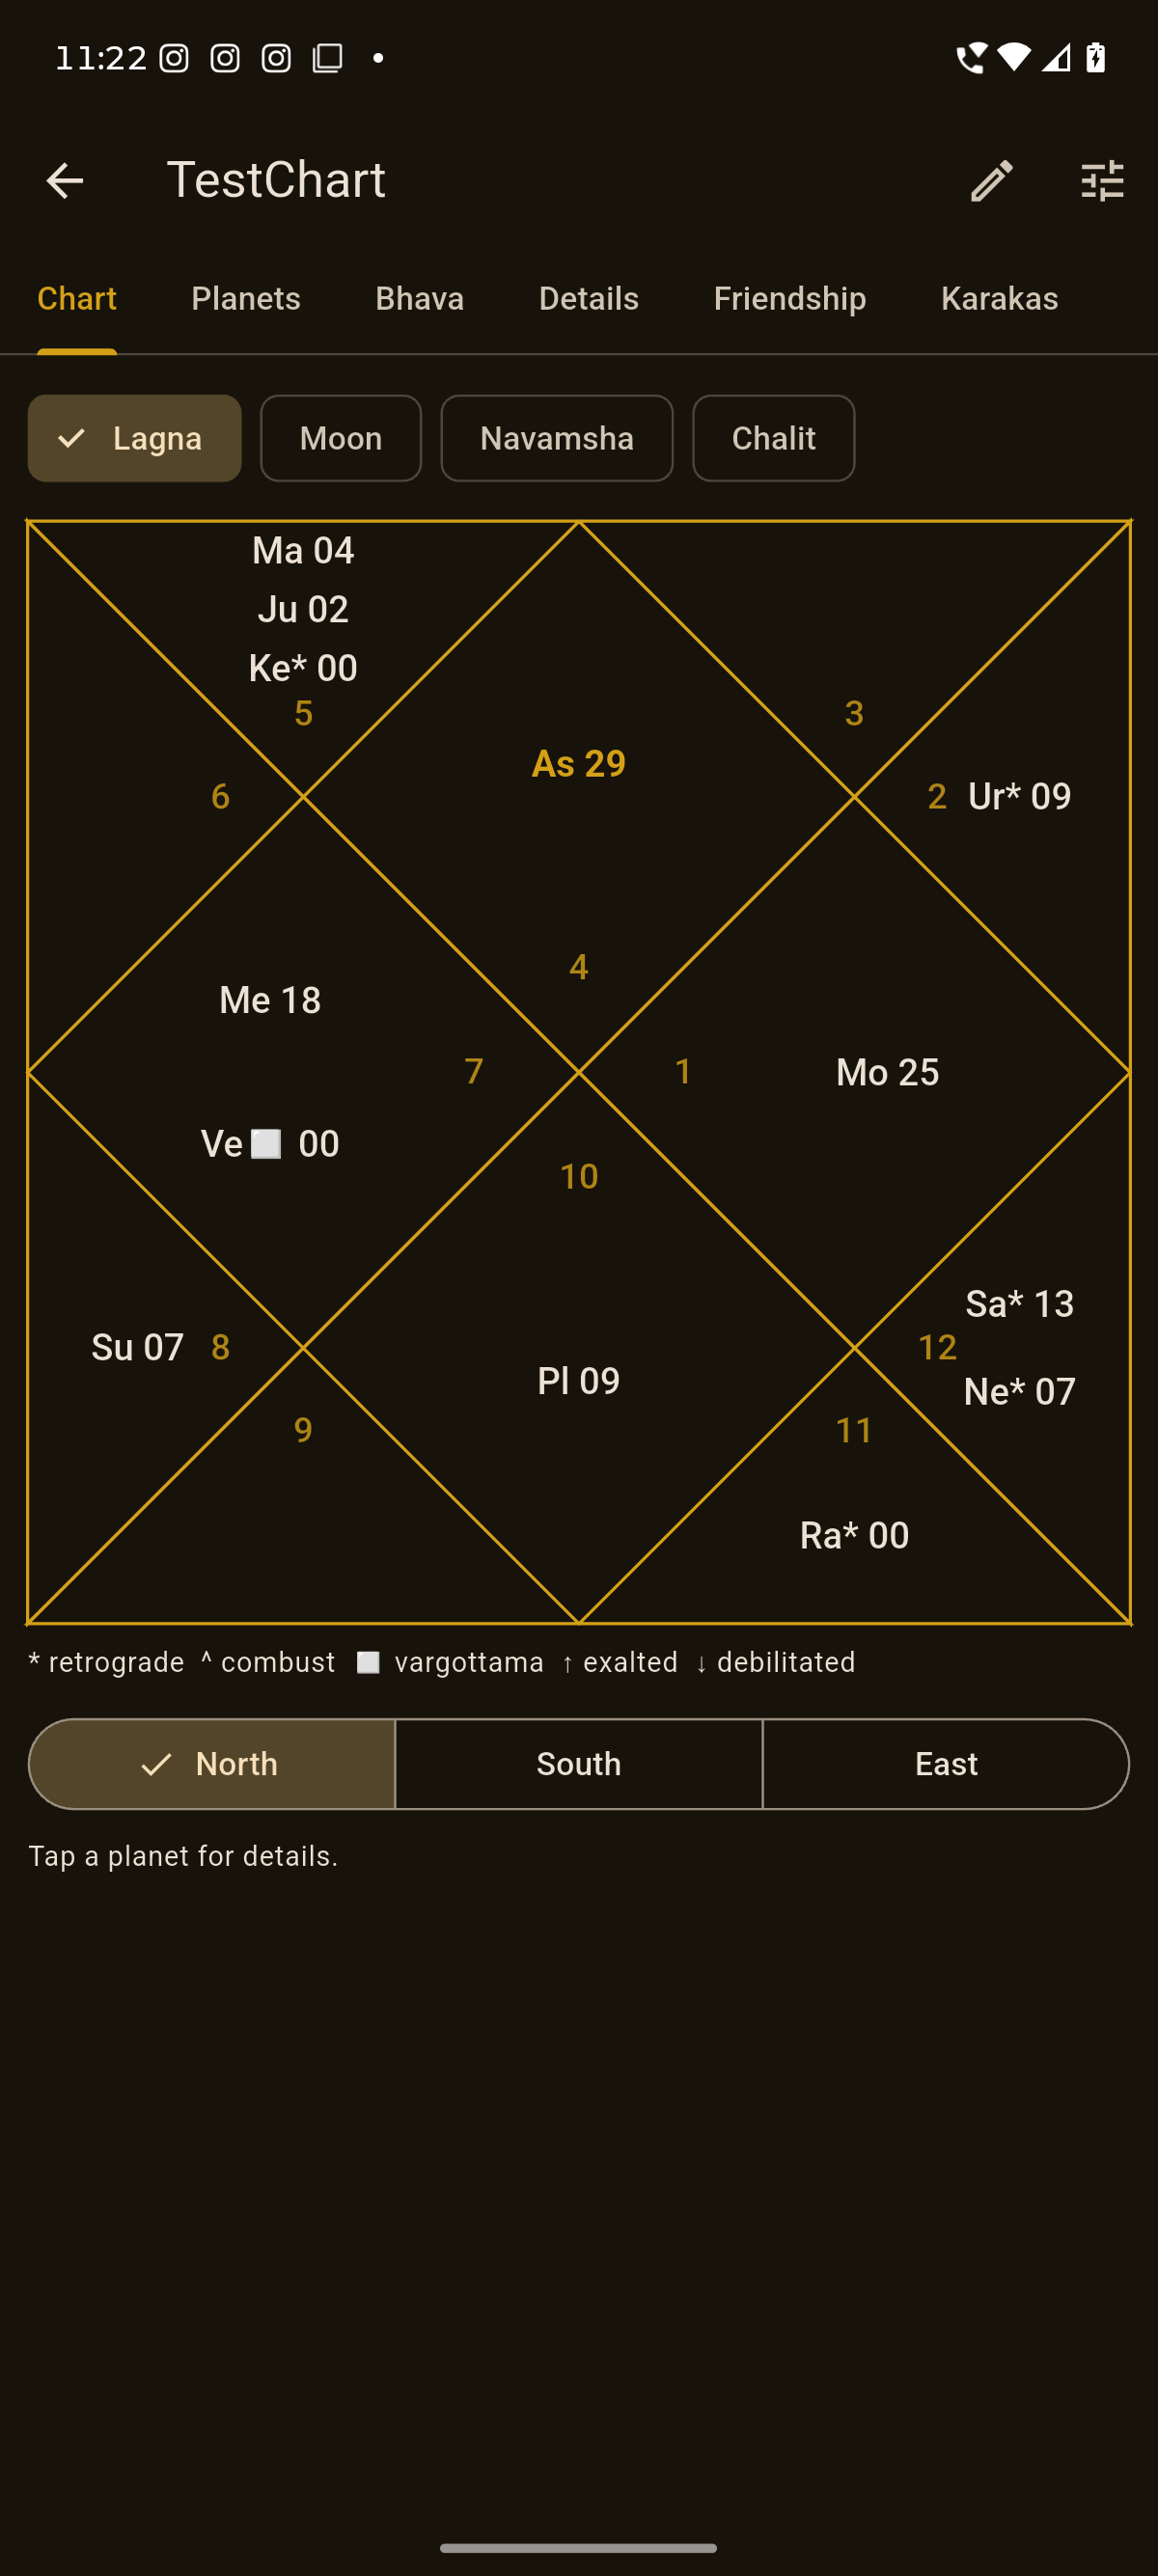 11:22
TestChart
Chart Planets Bhava Details Friendship Karakas
Lagna Moon Navamsha Chalit
Ma 04
Ju 02
Ke* 00
5
3
As 29
6
2 Ur* 09
4
Me 18
7
1
Mo 25
Ve⬜ 00
10
Sa* 13
Su 07 8
12
Pl 09
Ne* 07
9
11
Ra* 00
* retrograde ^ combust ⬜ vargottama ↑ exalted ↓ debilitated
North South East
Tap a planet for details.